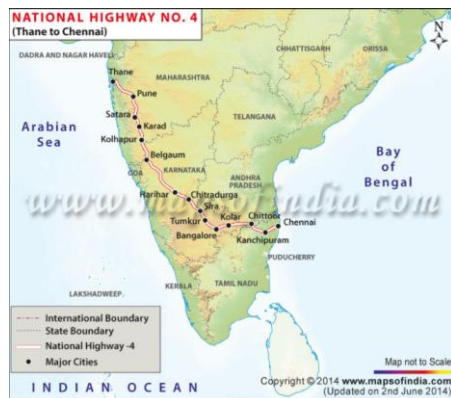 NATIONAL HIGHWAY NO. 4
(Thane to Chennai)
N
DADRA AND NAGAR HAVELI
CHHATTISGARH
ORISSA
Thane
MAHARASHTRA
Pune
Satara
Karad
TELANGANA
Arabian
Sea
Kolhapur
Belgaum
GOA
KARNATAKA
ANDHRA
PRADESH
Bay
of
Bengal
Harihar
Chitradurga
www.mapsofindia.com
Sira
Tumkur
Kolar
Chittoor
Chennai
Bangalore
Kanchipuram
PUDUCHERRY
LAKSHADWEEP
KERALA
TAMIL NADU
International Boundary
State Boundary
National Highway -4
Major Cities
Map not to Scale
Copyright © 2014 www.mapsofindia.com
(Updated on 2nd June 2014)
INDIAN OCEAN